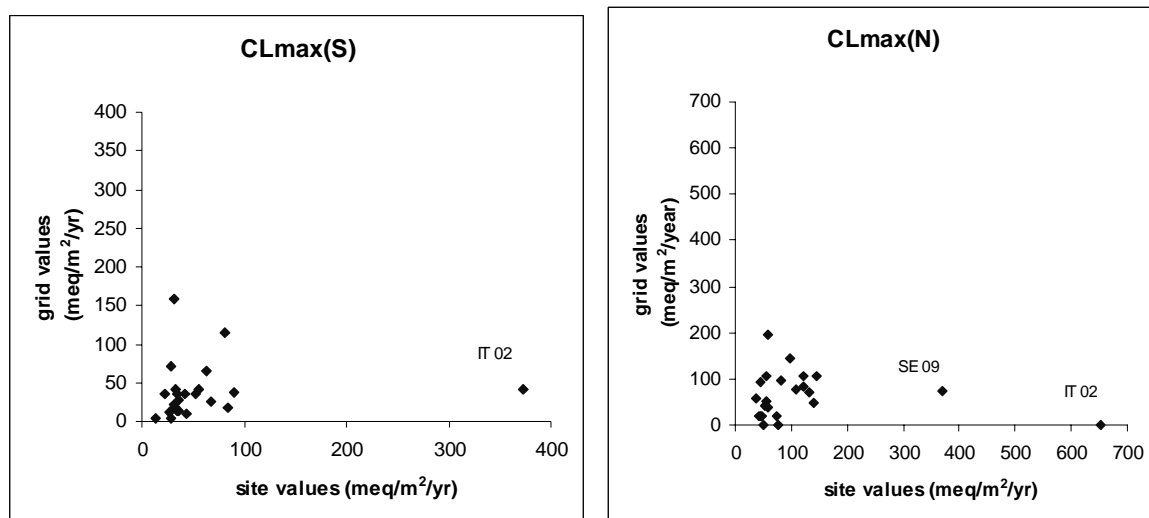 CLmax(S)
400
350
300
250
200
150
100
50
0
grid values
(meq/m²/yr)
IT 02
0 100 200 300 400
site values (meq/m²/yr)
CLmax(N)
700
600
500
400
300
200
100
0
grid values
(meq/m²/year)
SE 09
IT 02
0 100 200 300 400 500 600 700
site values (meq/m²/yr)